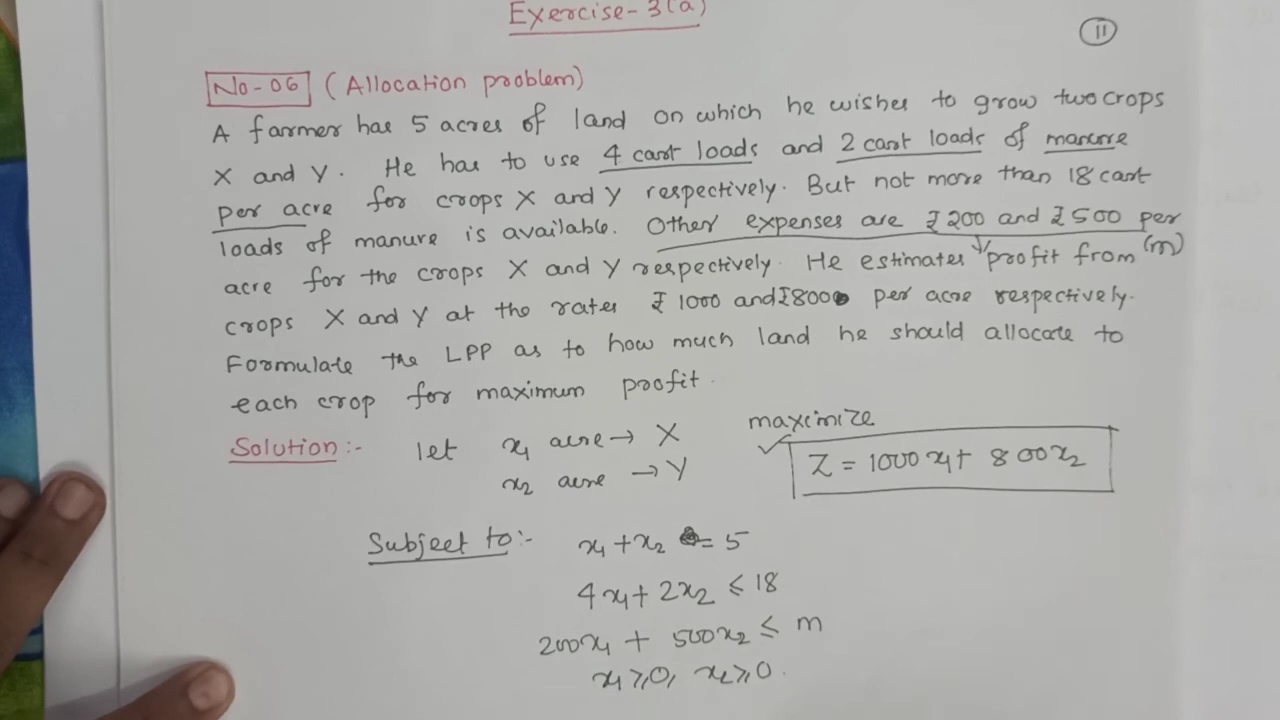 Exercise-3(a)
11
No-06 (Allocation problem)
A farmer has 5 acres of land on which he wishes to grow two crops
X and Y. He has to use 4 cart loads and 2 cart loads of manure
per acre for crops X and Y respectively. But not more than 18 cart
loads of manure is available. Other expenses are ₹200 and ₹500 per
acre for the crops X and Y respectively. He estimates profit from (m)
crops X and Y at the rates ₹1000 and ₹800 per acre respectively.
Formulate the LPP as to how much land he should allocate to
each crop for maximum profit.
Solution:- let x₁ acre → X
x₂ acre → Y
maximize
Z = 1000x₁ + 800x₂
Subject to:- x₁ + x₂ = 5
4x₁ + 2x₂ ≤ 18
200x₁ + 500x₂ ≤ m
x₁ ≥ 0, x₂ ≥ 0.